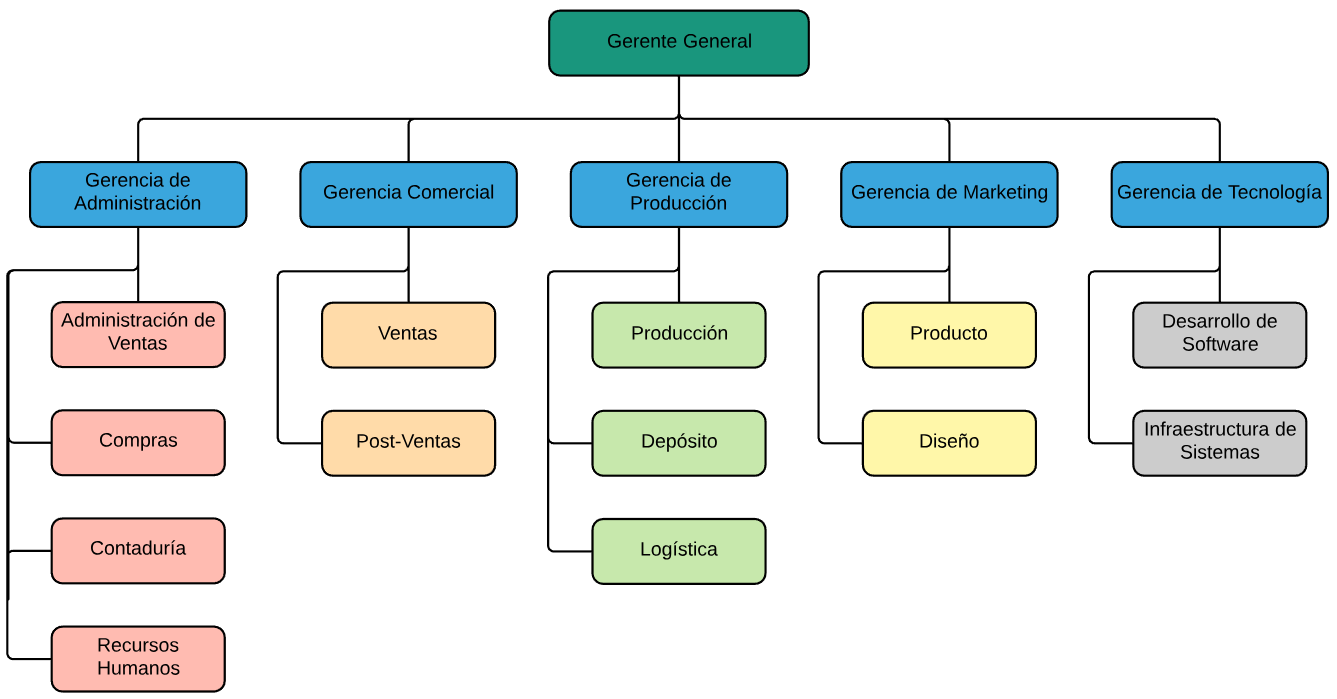 Gerente General
Gerencia de
Administración
Gerencia Comercial
Gerencia de
Producción
Gerencia de Marketing
Gerencia de Tecnología
Administración de
Ventas
Ventas
Producción
Producto
Desarrollo de
Software
Compras
Post-Ventas
Depósito
Diseño
Infraestructura de
Sistemas
Contaduría
Logística
Recursos
Humanos